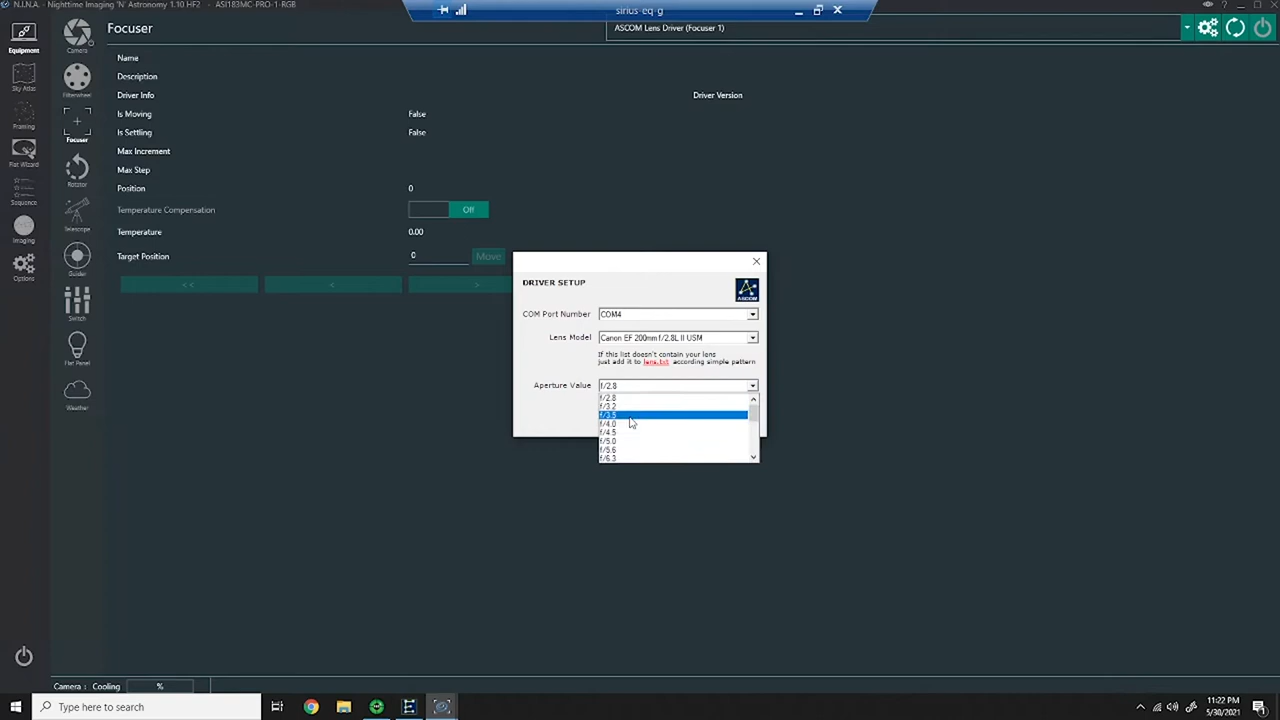 N.I.N.A. - Nighttime Imaging 'N' Astronomy 1.10 HF2 - ASI183MC-PRO-1-RGB
sirius-eq-g
Equipment
Sky Atlas
Framing
Flat Wizard
Sequence
Imaging
Options
Camera
Filterwheel
Focuser
Rotator
Telescope
Guider
Switch
Flat Panel
Weather
Focuser
ASCOM Lens Driver (Focuser 1)
Name
Description
Driver Info
Driver Version
Is Moving False
Is Settling False
Max Increment
Max Step
Position 0
Temperature Compensation Off
Temperature 0.00
Target Position 0 Move
<< < >
DRIVER SETUP
ASCOM
COM Port Number COM4
Lens Model Canon EF 200mm f/2.8L II USM
If this list doesn't contain your lens
just add it to lens.txt according simple pattern
Aperture Value f/2.8
f/2.8
f/3.2
f/3.5
f/4.0
f/4.5
f/5.0
f/5.6
f/6.3
Camera : Cooling %
Type here to search
11:22 PM
5/30/2021
1